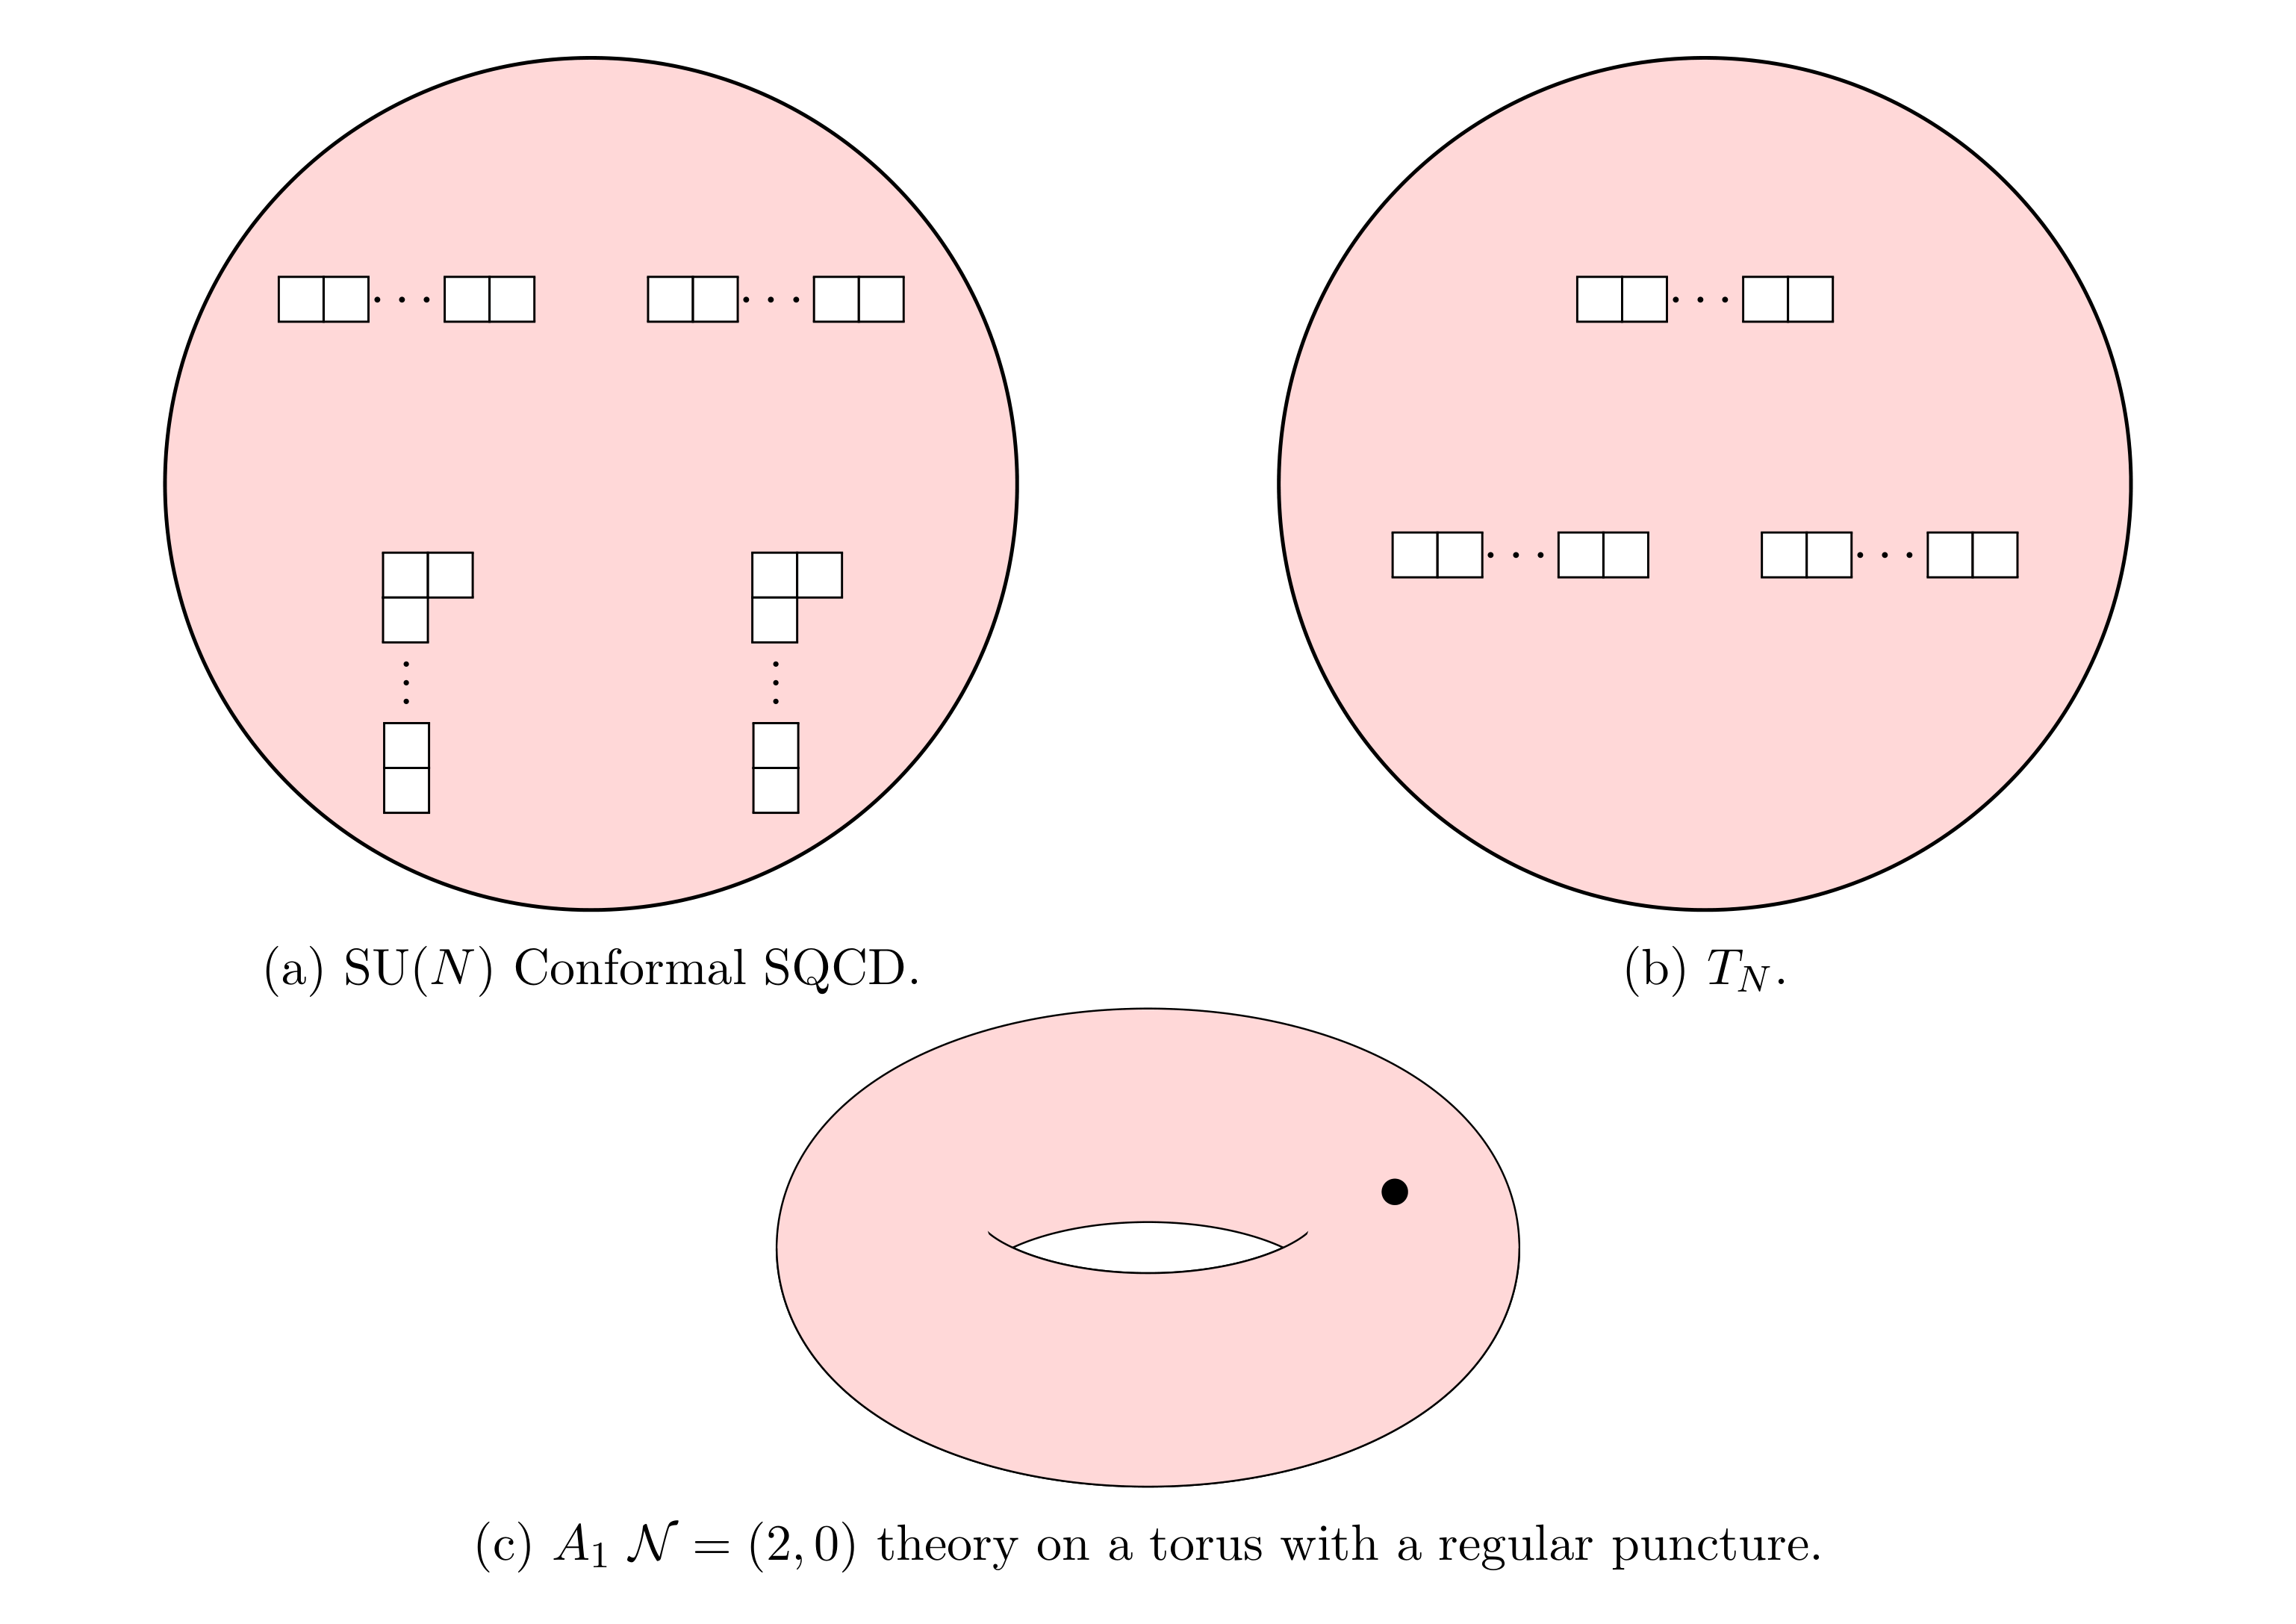 (a) SU(N) Conformal SQCD.
(b) T_N.
(c) A_1 𝒩 = (2,0) theory on a torus with a regular puncture.